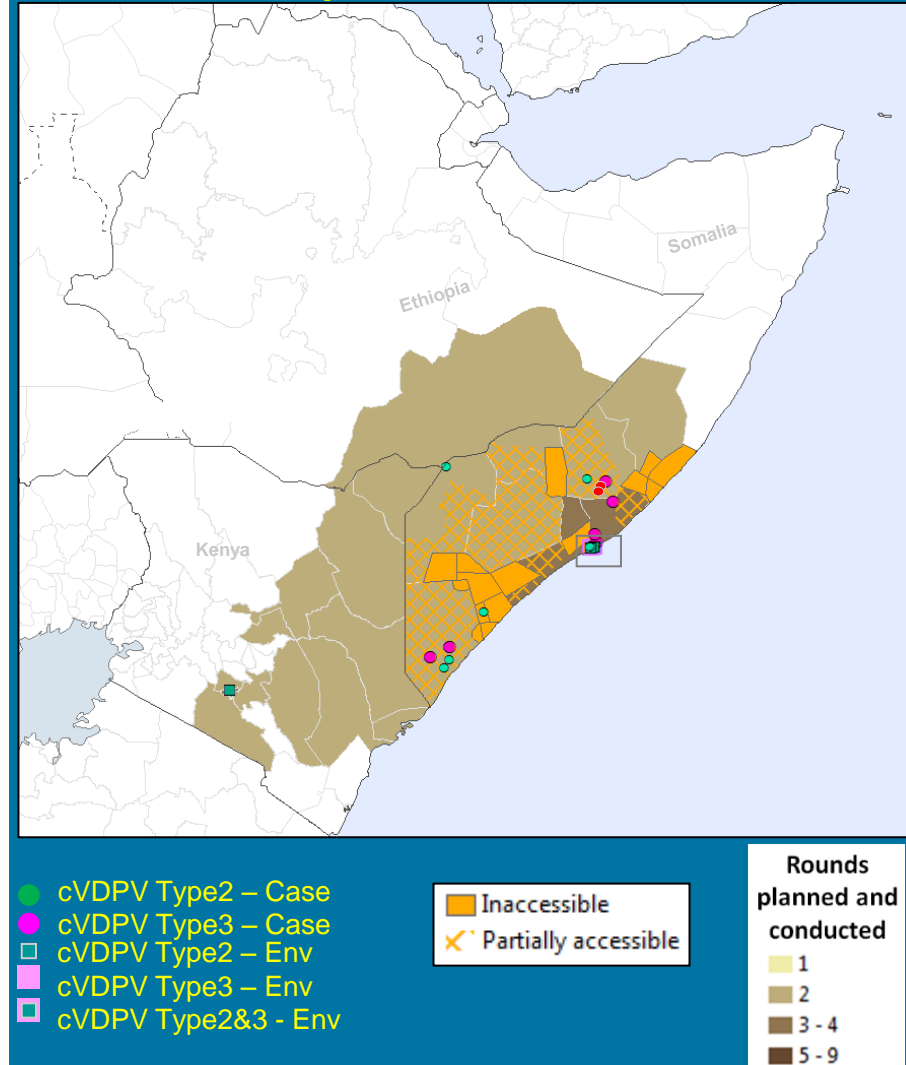 Somalia
Ethiopia
Kenya
cVDPV Type2 – Case
cVDPV Type3 – Case
cVDPV Type2 – Env
cVDPV Type3 – Env
cVDPV Type2&3 - Env
Inaccessible
Partially accessible
Rounds
planned and
conducted
1
2
3 - 4
5 - 9